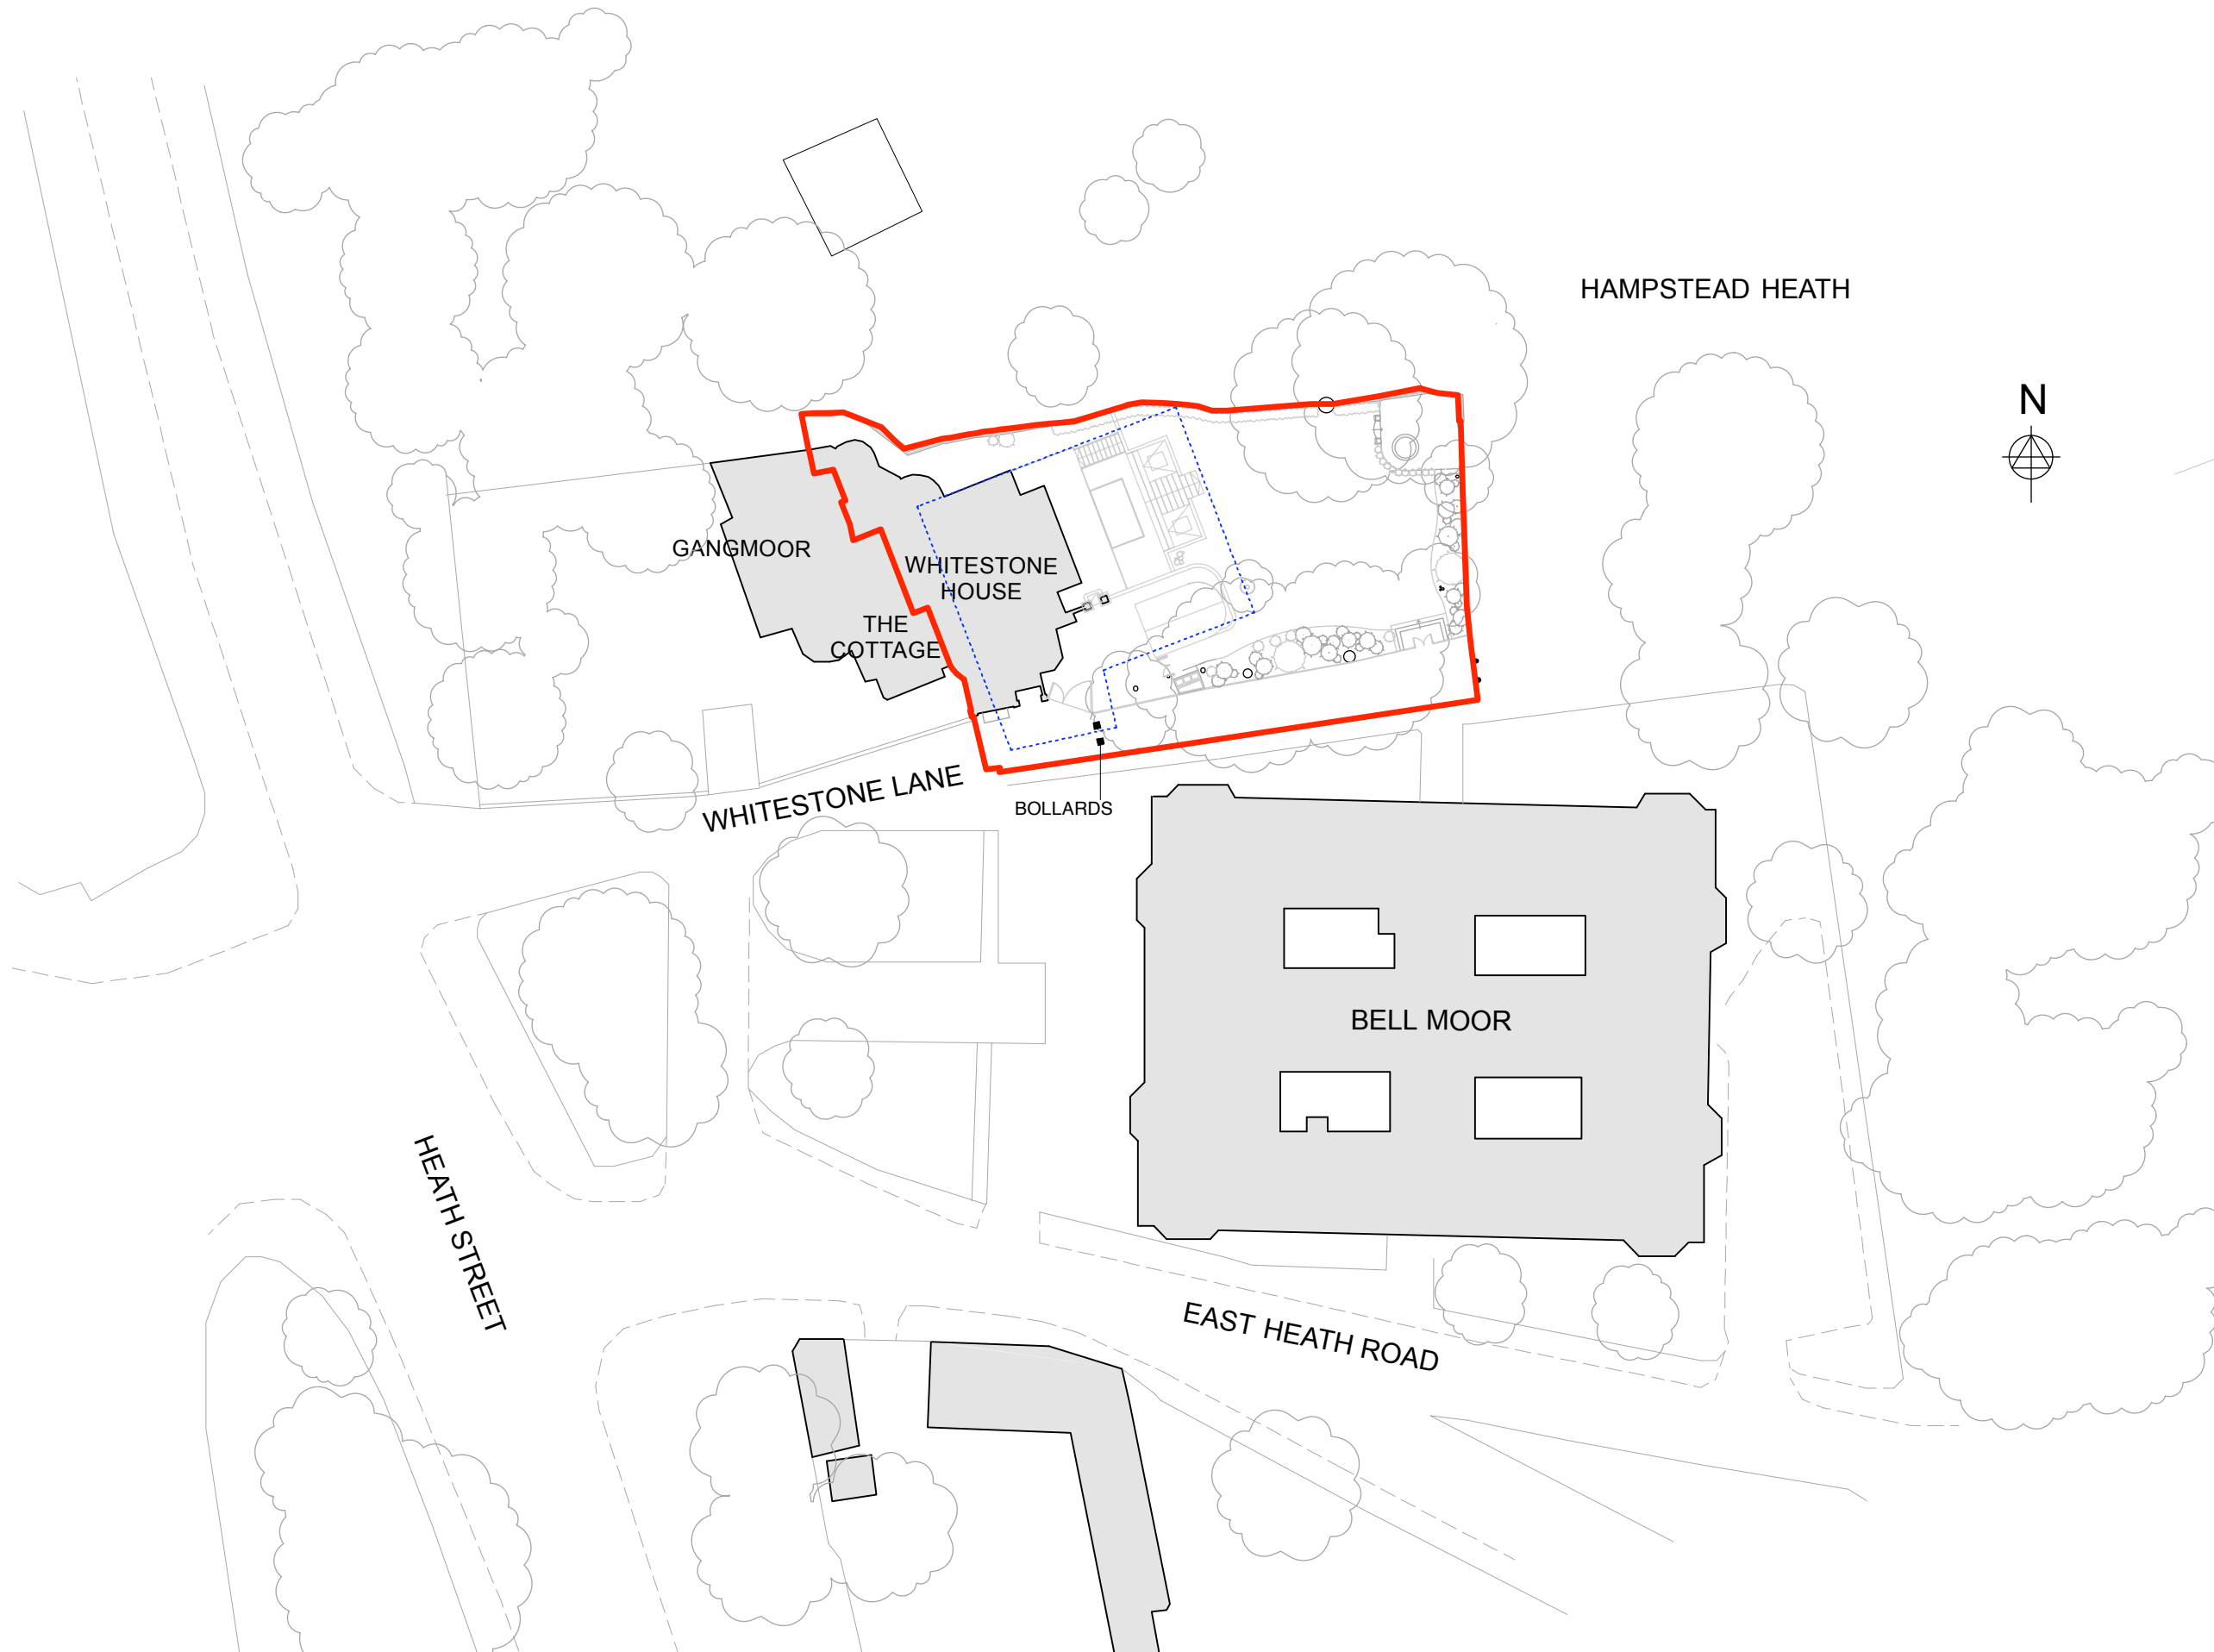 HAMPSTEAD HEATH
N
GANGMOOR
WHITESTONE
HOUSE
THE
COTTAGE
WHITESTONE LANE
BOLLARDS
BELL MOOR
HEATH STREET
EAST HEATH ROAD